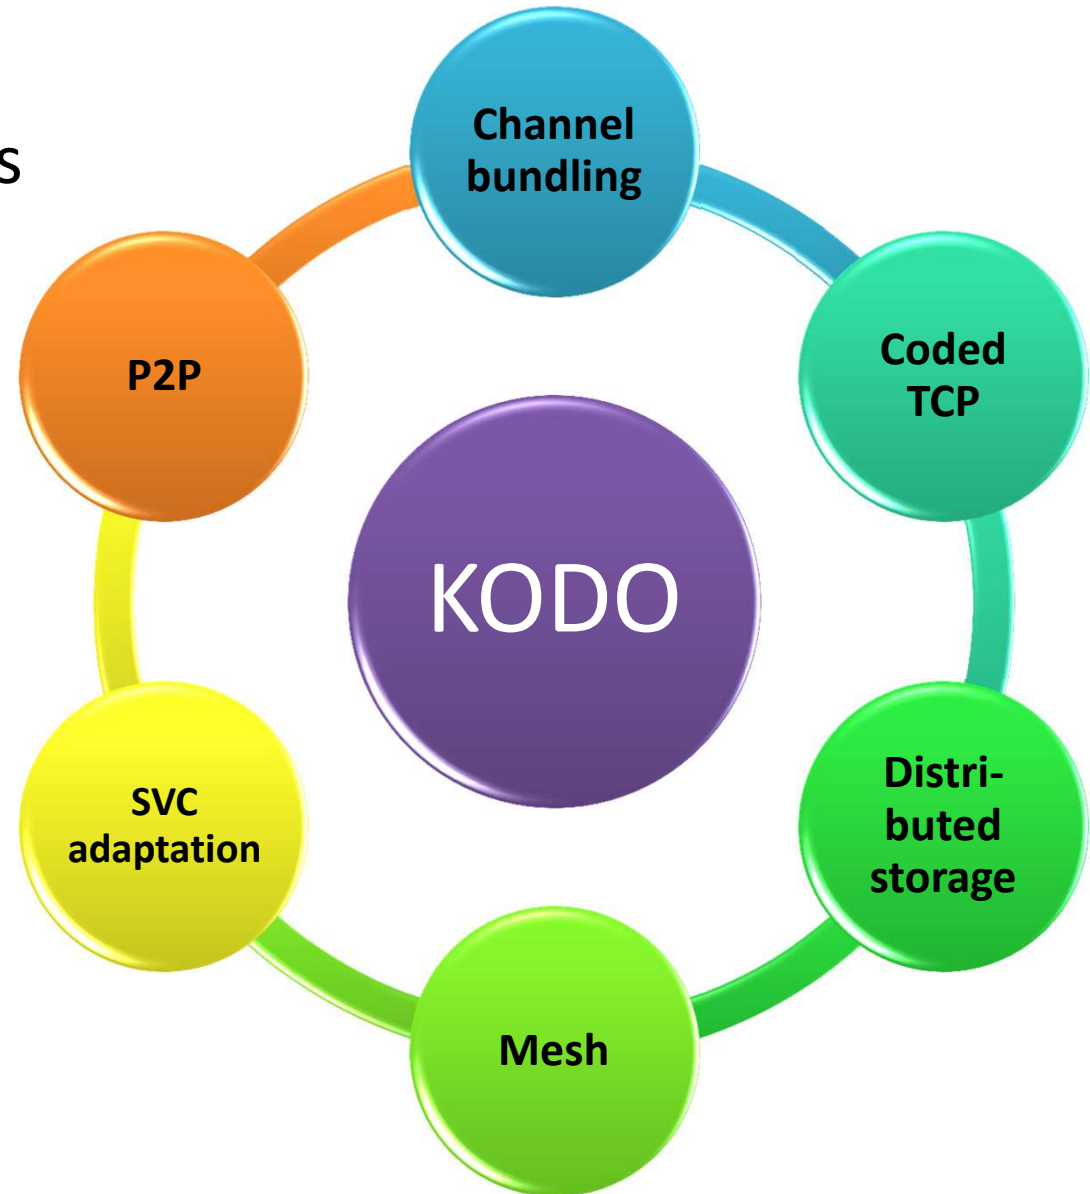 Channel
bundling
s
P2P
Coded
TCP
KODO
SVC
adaptation
Distri-
buted
storage
Mesh